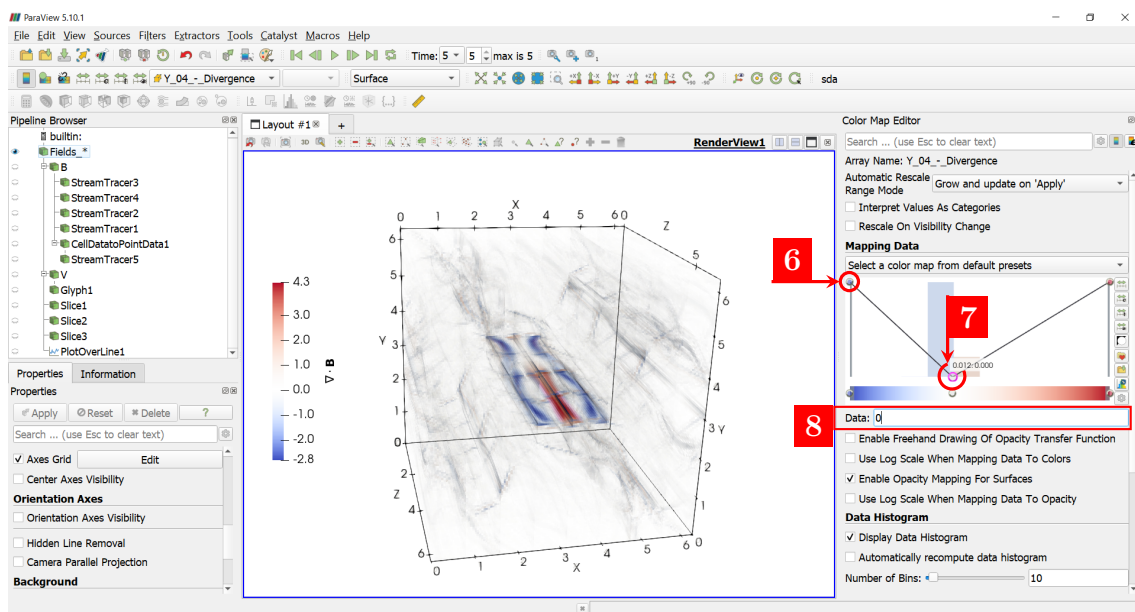 ParaView 5.10.1
File Edit View Sources Filters Extractors Tools Catalyst Macros Help
Time: 5 5 max is 5
Y_04_-_Divergence Surface sda
Pipeline Browser
builtin:
Fields_*
B
StreamTracer3
StreamTracer4
StreamTracer2
StreamTracer1
CellDatatoPointData1
StreamTracer5
V
Glyph1
Slice1
Slice2
Slice3
PlotOverLine1
Properties Information
Properties
Apply Reset Delete ?
Search ... (use Esc to clear text)
Axes Grid Edit
Center Axes Visibility
Orientation Axes
Orientation Axes Visibility
Hidden Line Removal
Camera Parallel Projection
Background
Layout #1 +
3D RenderView1
X
0 1 2 3 4 5 6 0
Z
5
6
5
4
3 Y
2
1
0
6
5
4
Y 3
2
1
0
2
Z
4
6
0 1 2 3 4 5 6
X
4.3
3.0
2.0
1.0
0.0
-1.0
-2.0
-2.8
∇· B
Color Map Editor
Search ... (use Esc to clear text)
Array Name: Y_04_-_Divergence
Automatic Rescale
Range Mode Grow and update on 'Apply'
Interpret Values As Categories
Rescale On Visibility Change
Mapping Data
Select a color map from default presets
6
7
0.012:0.000
8
Data: 0
Enable Freehand Drawing Of Opacity Transfer Function
Use Log Scale When Mapping Data To Colors
Enable Opacity Mapping For Surfaces
Use Log Scale When Mapping Data To Opacity
Data Histogram
Display Data Histogram
Automatically recompute data histogram
Number of Bins: 10